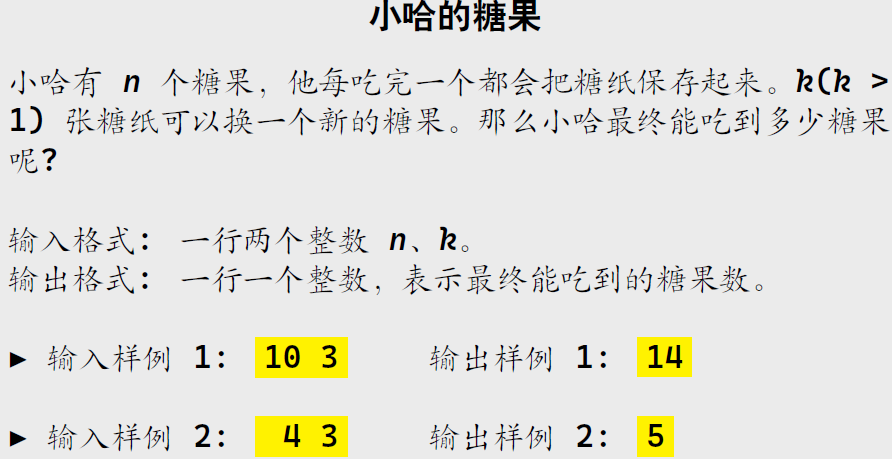 小哈的糖果
小哈有 n 个糖果，他每吃完一个都会把糖纸保存起来。k(k >
1) 张糖纸可以换一个新的糖果。那么小哈最终能吃到多少糖果
呢?
输入格式: 一行两个整数 n、k。
输出格式: 一行一个整数，表示最终能吃到的糖果数。
▶ 输入样例 1: 10 3 输出样例 1: 14
▶ 输入样例 2: 4 3 输出样例 2: 5